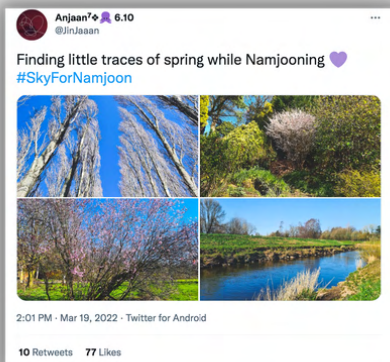 Anjaan⁷❖ 6.10
@JinJaaan
Finding little traces of spring while Namjooning 💜
#SkyForNamjoon
2:01 PM · Mar 19, 2022 · Twitter for Android
10 Retweets 77 Likes